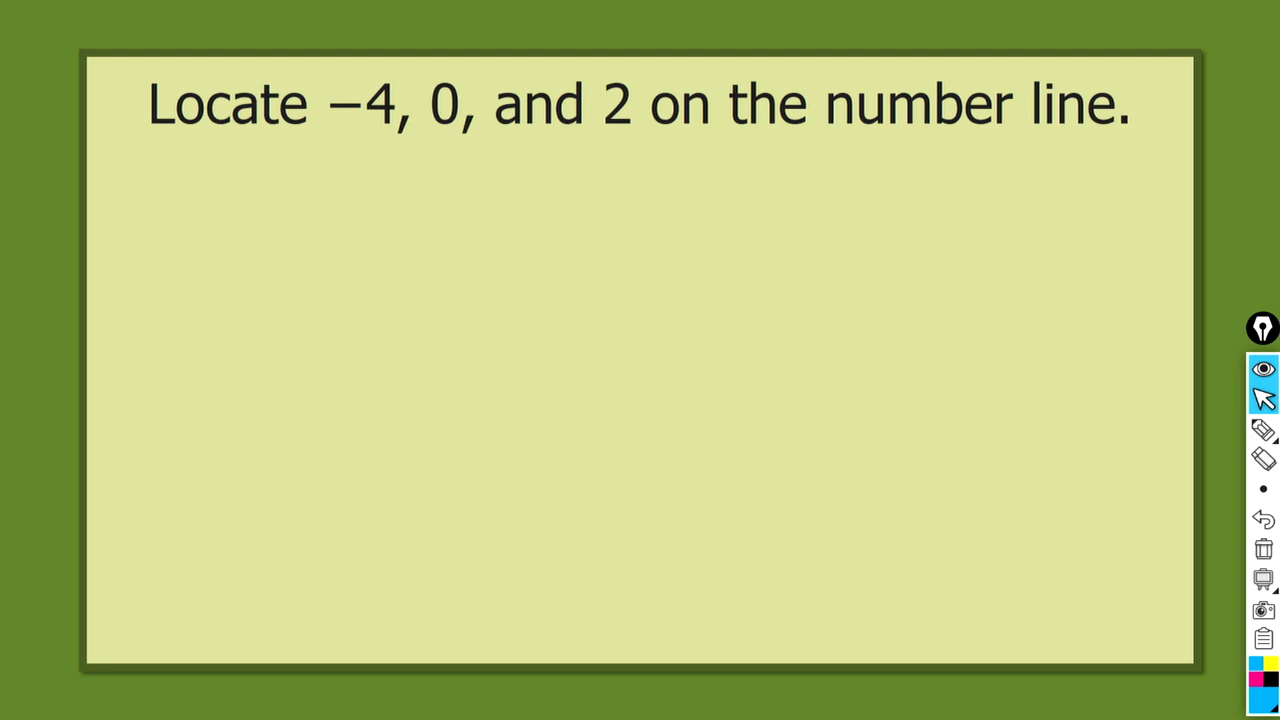 Locate −4, 0, and 2 on the number line.